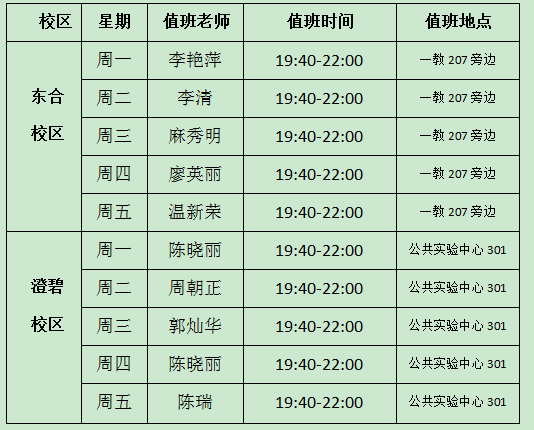 校区 星期 值班老师 值班时间 值班地点
东合校区 周一 李艳萍 19:40-22:00 一教 207 旁边
周二 李清 19:40-22:00 一教 207 旁边
周三 麻秀明 19:40-22:00 一教 207 旁边
周四 廖英丽 19:40-22:00 一教 207 旁边
周五 温新荣 19:40-22:00 一教 207 旁边
澄碧校区 周一 陈晓丽 19:40-22:00 公共实验中心 301
周二 周朝正 19:40-22:00 公共实验中心 301
周三 郭灿华 19:40-22:00 公共实验中心 301
周四 陈晓丽 19:40-22:00 公共实验中心 301
周五 陈瑞 19:40-22:00 公共实验中心 301